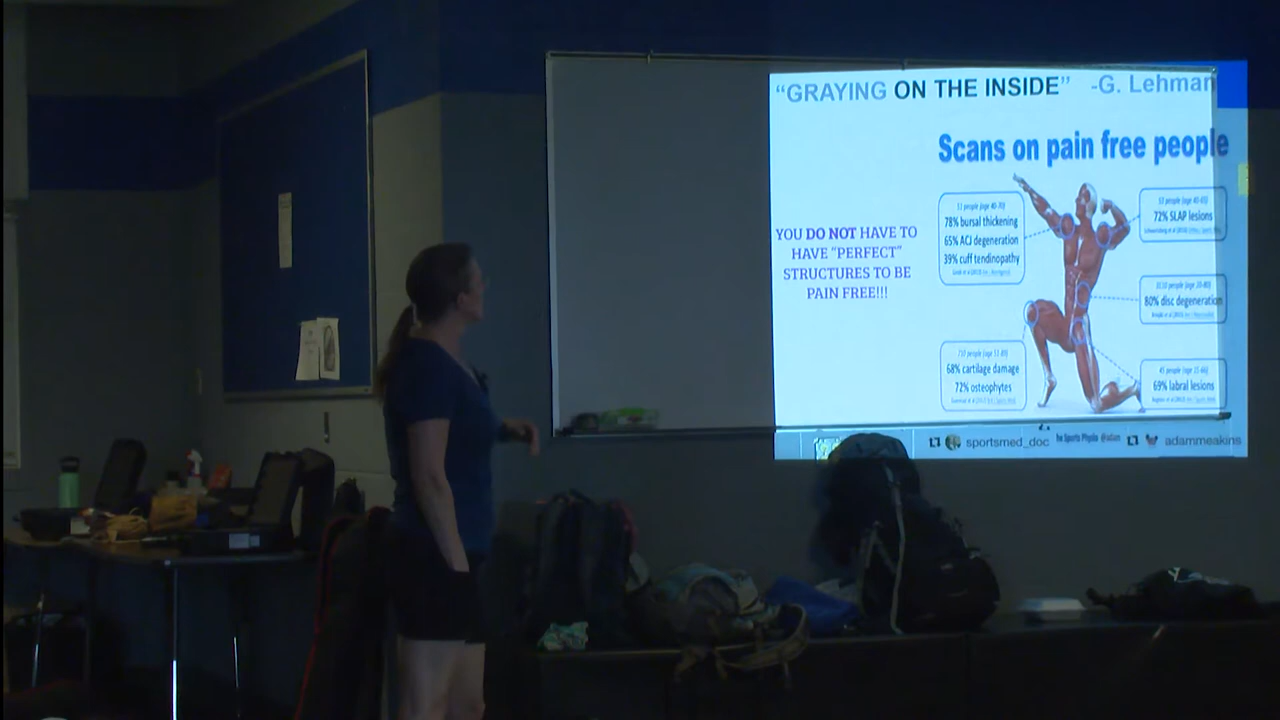 “GRAYING ON THE INSIDE” -G. Lehman
Scans on pain free people
YOU DO NOT HAVE TO
HAVE “PERFECT”
STRUCTURES TO BE
PAIN FREE!!!
78% bursal thickening
65% ACJ degeneration
39% cuff tendinopathy
72% SLAP lesions
80% disc degeneration
68% cartilage damage
72% osteophytes
69% labral lesions
sportsmed_doc
adammeakins